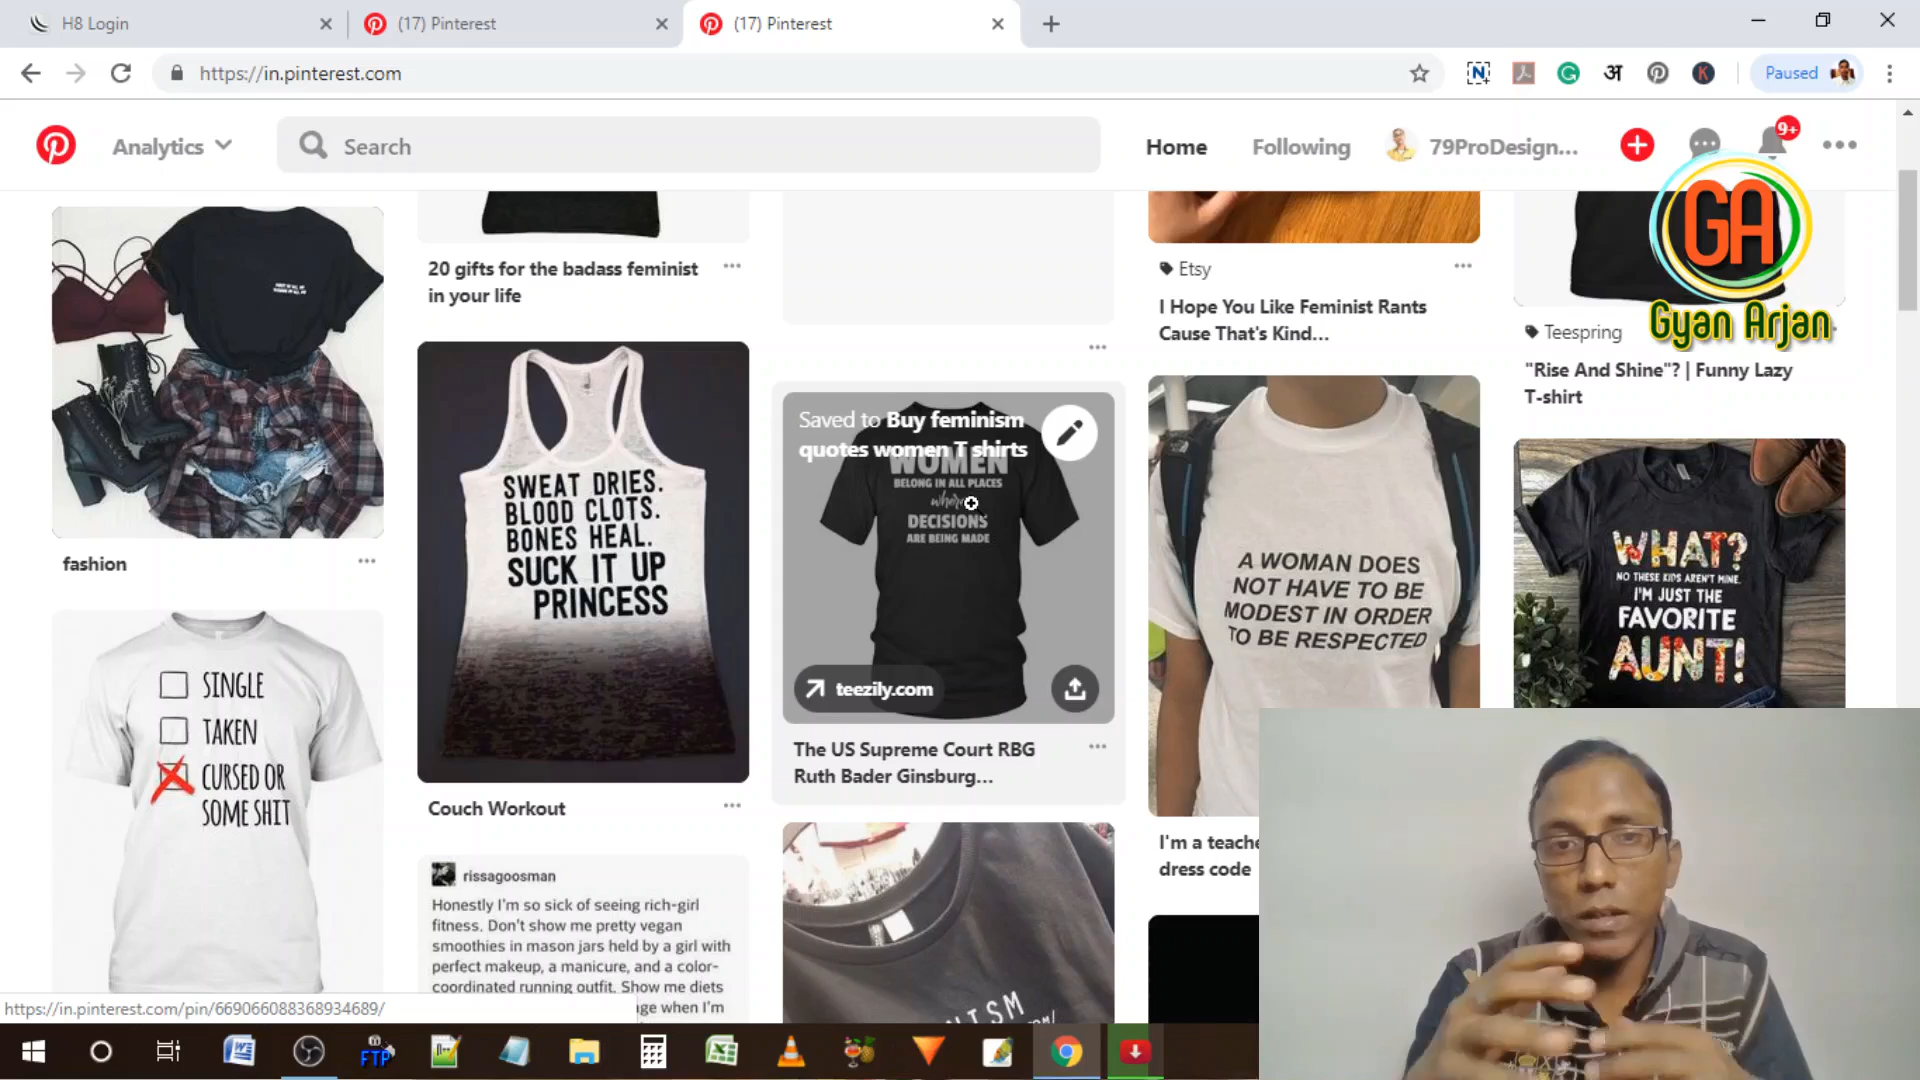 H8 Login
(17) Pinterest
(17) Pinterest
https://in.pinterest.com
Paused
Analytics
Search
Home
Following
79ProDesign...
9+
GA
Gyan Arjan
fashion
SINGLE
TAKEN
CURSED OR
SOME SHIT
20 gifts for the badass feminist
in your life
SWEAT DRIES.
BLOOD CLOTS.
BONES HEAL.
SUCK IT UP
PRINCESS
Couch Workout
rissagoosman
Honestly I'm so sick of seeing rich-girl
fitness. Don't show me pretty vegan
smoothies in mason jars held by a girl with
perfect makeup, a manicure, and a color-
coordinated running outfit. Show me diets
when I'm
Saved to Buy feminism
quotes women T shirts
WOMEN
BELONG IN ALL PLACES
where
DECISIONS
ARE BEING MADE
teezily.com
The US Supreme Court RBG
Ruth Bader Ginsburg...
Etsy
I Hope You Like Feminist Rants
Cause That's Kind...
A WOMAN DOES
NOT HAVE TO BE
MODEST IN ORDER
TO BE RESPECTED
I'm a
dress code
Teespring
"Rise And Shine"? | Funny Lazy
T-shirt
WHAT?
NO THESE KIDS AREN'T MINE.
I'M JUST THE
FAVORITE
AUNT!
https://in.pinterest.com/pin/669066088368934689/
FTP